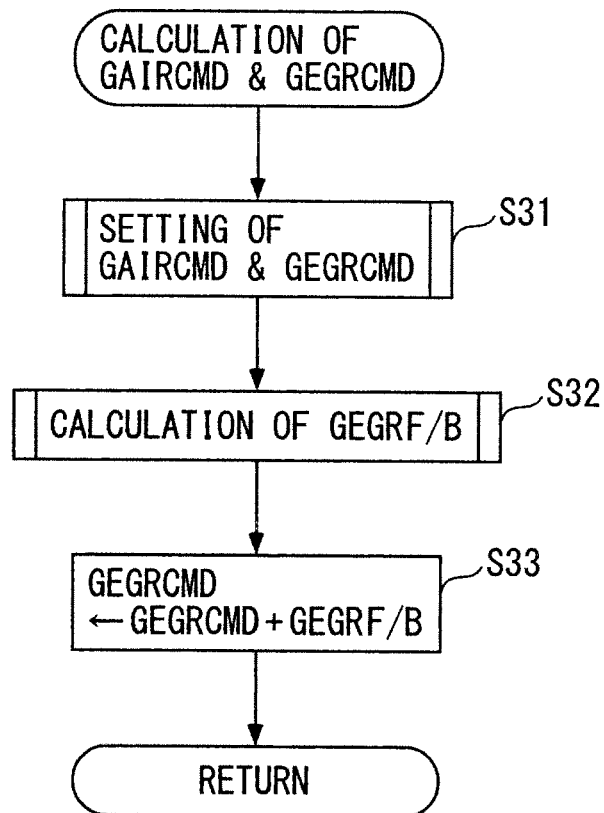 CALCULATION OF
GAIRCMD & GEGRCMD
SETTING OF
GAIRCMD & GEGRCMD
S31
CALCULATION OF GEGRF/B
S32
GEGRCMD
← GEGRCMD + GEGRF/B
S33
RETURN